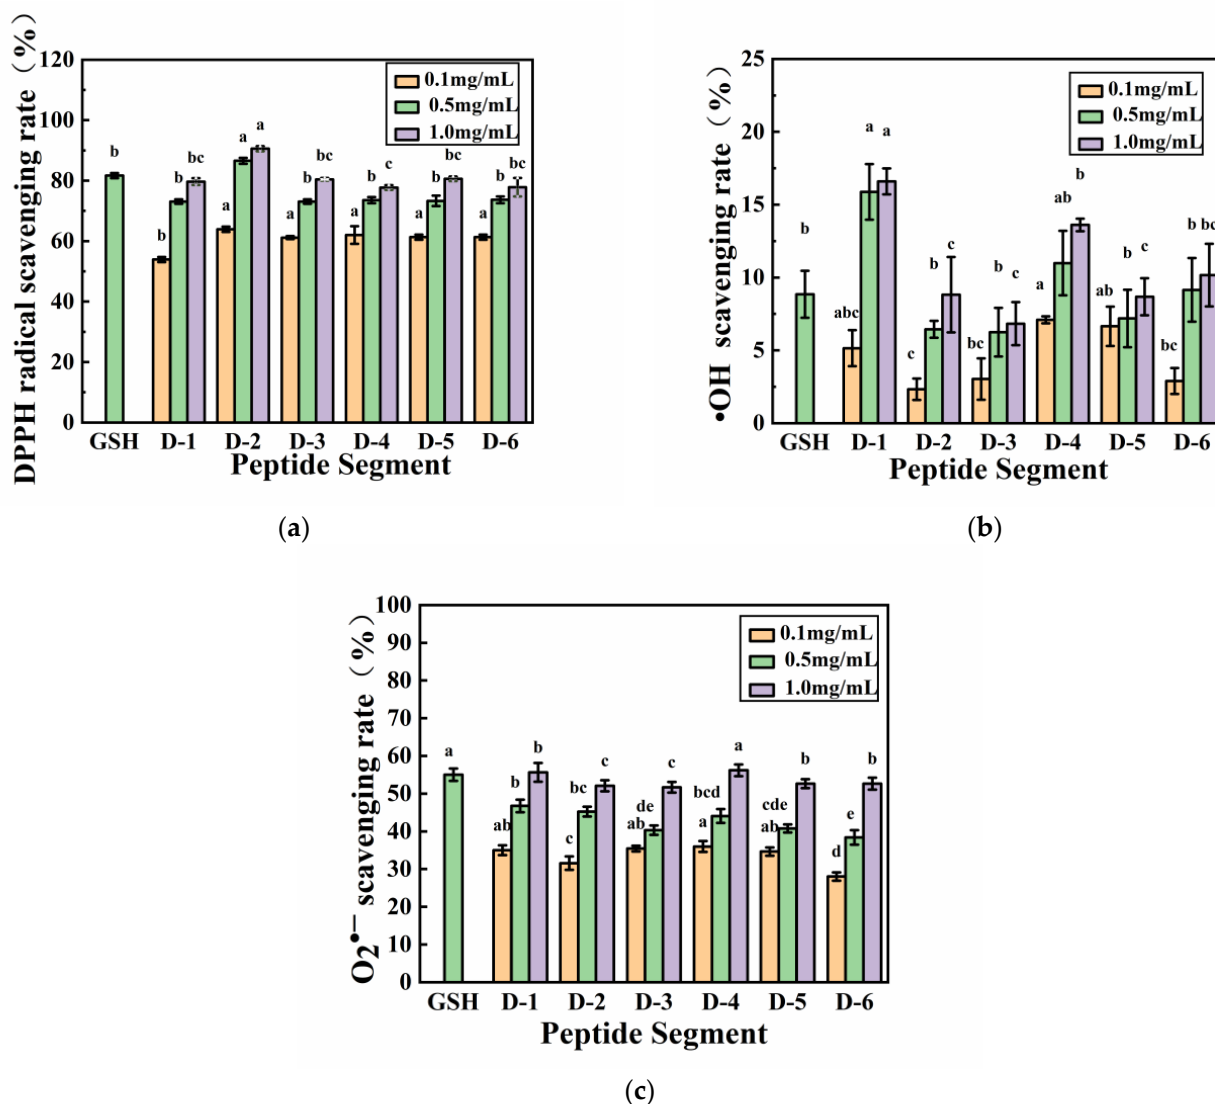 DPPH radical scavenging rate（%）
120
100
80
60
40
20
0
0.1mg/mL
0.5mg/mL
1.0mg/mL
b
b
b
bc
a
a
a
a
b
bc
a
b
c
a
b
bc
a
b
bc
GSH D-1 D-2 D-3 D-4 D-5 D-6
Peptide Segment
(a)
•OH scavenging rate（%）
25
20
15
10
5
0
0.1mg/mL
0.5mg/mL
1.0mg/mL
b
abc
a
a
c
b
c
bc
b
c
a
ab
b
ab
b
c
bc
b
bc
GSH D-1 D-2 D-3 D-4 D-5 D-6
Peptide Segment
(b)
O2•− scavenging rate（%）
100
90
80
70
60
50
40
30
20
10
0
0.1mg/mL
0.5mg/mL
1.0mg/mL
a
ab
b
b
c
bc
c
ab
de
c
a
bcd
a
ab
cde
b
d
e
b
GSH D-1 D-2 D-3 D-4 D-5 D-6
Peptide Segment
(c)